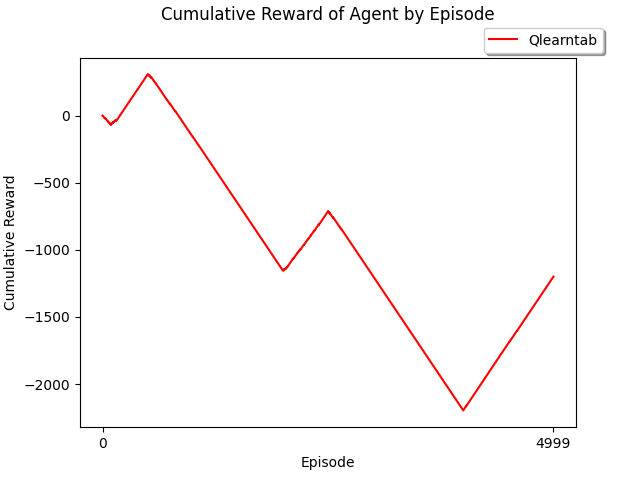 Cumulative Reward of Agent by Episode
Qlearntab
0
−500
−1000
−1500
−2000
Cumulative Reward
0
4999
Episode